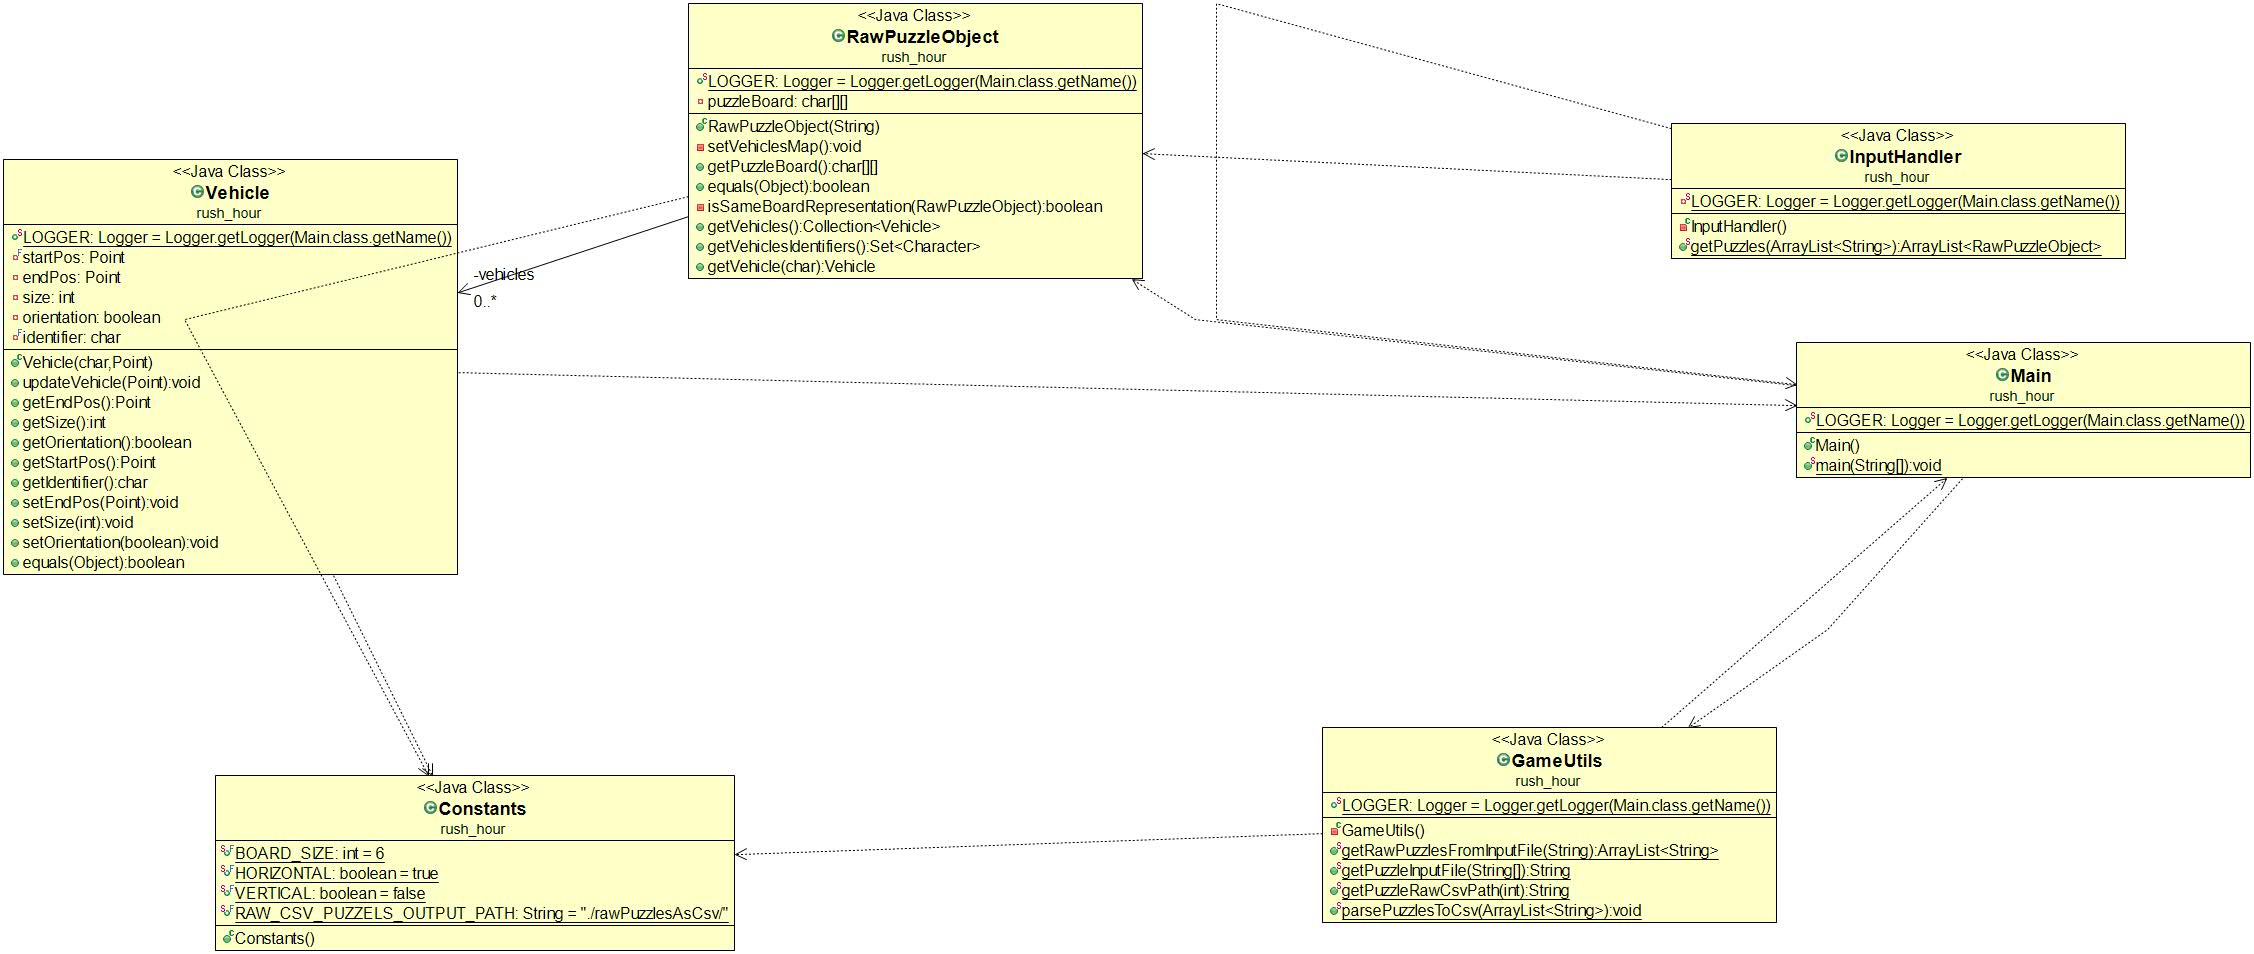 <<Java Class>>
RawPuzzleObject
rush_hour
LOGGER: Logger = Logger.getLogger(Main.class.getName())
puzzleBoard: char[][]
RawPuzzleObject(String)
setVehiclesMap():void
getPuzzleBoard():char[][]
equals(Object):boolean
isSameBoardRepresentation(RawPuzzleObject):boolean
getVehicles():Collection<Vehicle>
getVehiclesIdentifiers():Set<Character>
getVehicle(char):Vehicle
<<Java Class>>
InputHandler
rush_hour
LOGGER: Logger = Logger.getLogger(Main.class.getName())
InputHandler()
getPuzzles(ArrayList<String>):ArrayList<RawPuzzleObject>
<<Java Class>>
Vehicle
rush_hour
LOGGER: Logger = Logger.getLogger(Main.class.getName())
startPos: Point
endPos: Point
size: int
orientation: boolean
identifier: char
Vehicle(char,Point)
updateVehicle(Point):void
getEndPos():Point
getSize():int
getOrientation():boolean
getStartPos():Point
getIdentifier():char
setEndPos(Point):void
setSize(int):void
setOrientation(boolean):void
equals(Object):boolean
-vehicles
0..*
<<Java Class>>
Main
rush_hour
LOGGER: Logger = Logger.getLogger(Main.class.getName())
Main()
main(String[]):void
<<Java Class>>
Constants
rush_hour
BOARD_SIZE: int = 6
HORIZONTAL: boolean = true
VERTICAL: boolean = false
RAW_CSV_PUZZELS_OUTPUT_PATH: String = "./rawPuzzlesAsCsv/"
Constants()
<<Java Class>>
GameUtils
rush_hour
LOGGER: Logger = Logger.getLogger(Main.class.getName())
GameUtils()
getRawPuzzlesFromInputFile(String):ArrayList<String>
getPuzzleInputFile(String[]):String
getPuzzleRawCsvPath(int):String
parsePuzzlesToCsv(ArrayList<String>):void